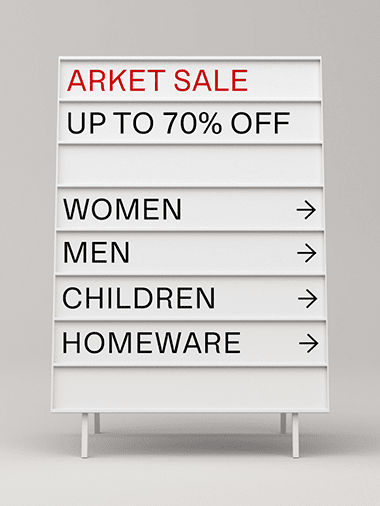 ARKET SALE
UP TO 70% OFF
WOMEN →
MEN →
CHILDREN →
HOMEWARE →